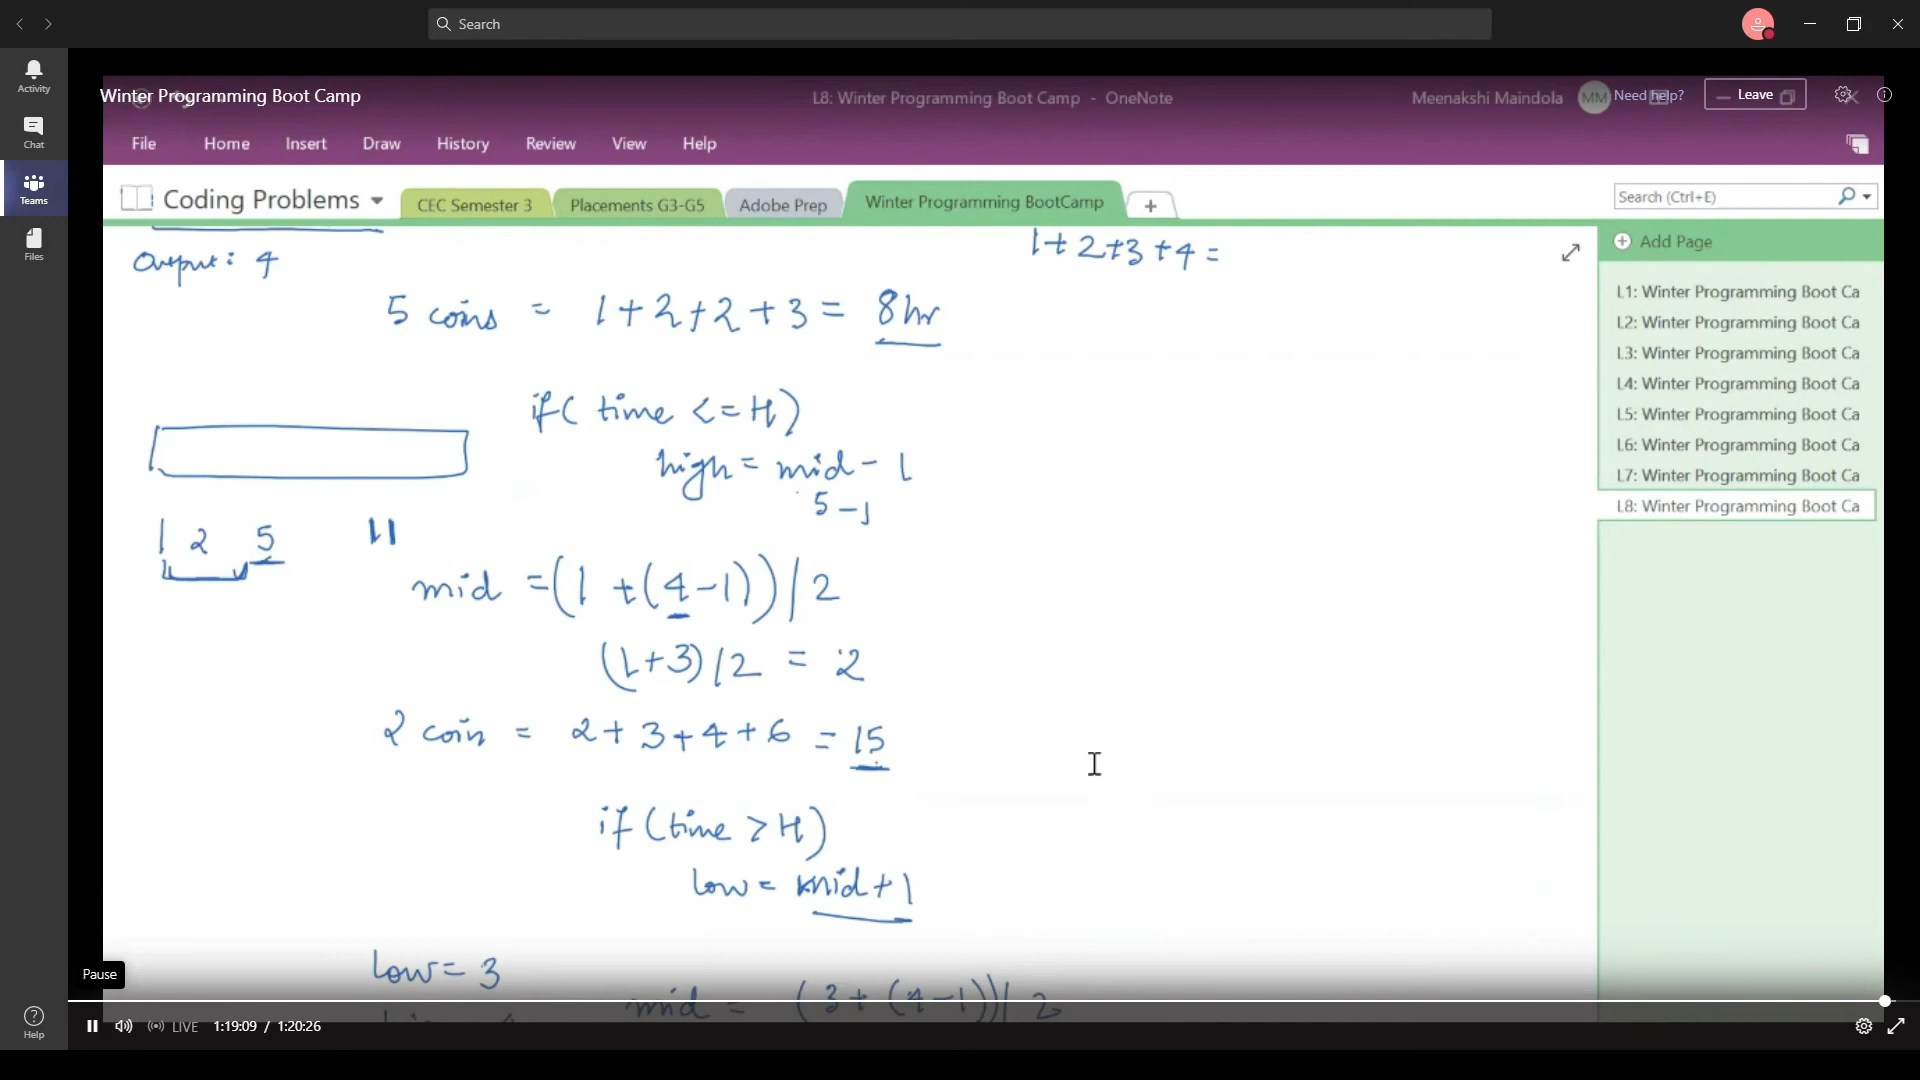 Search
Activity
Chat
Teams
Files
Help
Winter Programming Boot Camp
L8: Winter Programming Boot Camp - OneNote
Meenakshi Maindola
MM
Need help?
Leave
File Home Insert Draw History Review View Help
Coding Problems
CEC Semester 3
Placements G3-G5
Adobe Prep
Winter Programming BootCamp
+
Search (Ctrl+E)
Add Page
L1: Winter Programming Boot Ca
L2: Winter Programming Boot Ca
L3: Winter Programming Boot Ca
L4: Winter Programming Boot Ca
L5: Winter Programming Boot Ca
L6: Winter Programming Boot Ca
L7: Winter Programming Boot Ca
L8: Winter Programming Boot Ca
1+2+3+4=
Output: 4
5 coins = 1+2+2+3 = 8hr
if( time <= H)
high = mid - 1
5-1
1 2 5 11
mid = (1 + (4-1))/2
(1+3)/2 = 2
2 coin = 2+3+4+6 = 15
if (time > H)
low = mid+1
low = 3
mid = (3+(4-1))/2
Pause
LIVE 1:19:09 / 1:20:26